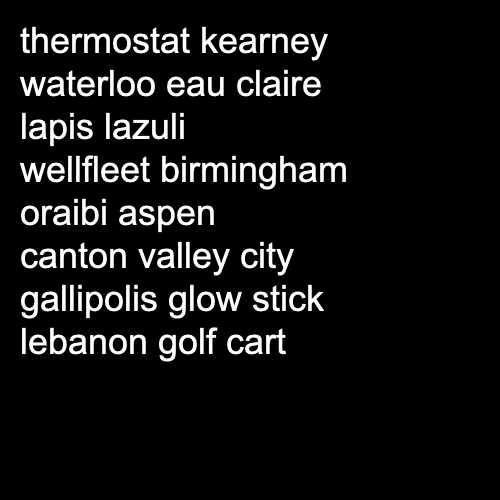 thermostat kearney
waterloo eau claire
lapis lazuli
wellfleet birmingham
oraibi aspen
canton valley city
gallipolis glow stick
lebanon golf cart